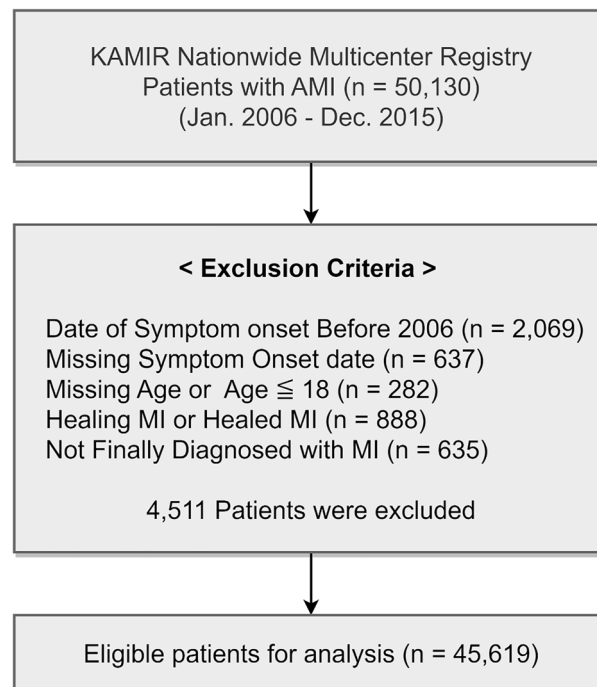 KAMIR Nationwide Multicenter Registry
Patients with AMI (n = 50,130)
(Jan. 2006 - Dec. 2015)
< Exclusion Criteria >
Date of Symptom onset Before 2006 (n = 2,069)
Missing Symptom Onset date (n = 637)
Missing Age or Age ≦ 18 (n = 282)
Healing MI or Healed MI (n = 888)
Not Finally Diagnosed with MI (n = 635)
4,511 Patients were excluded
Eligible patients for analysis (n = 45,619)